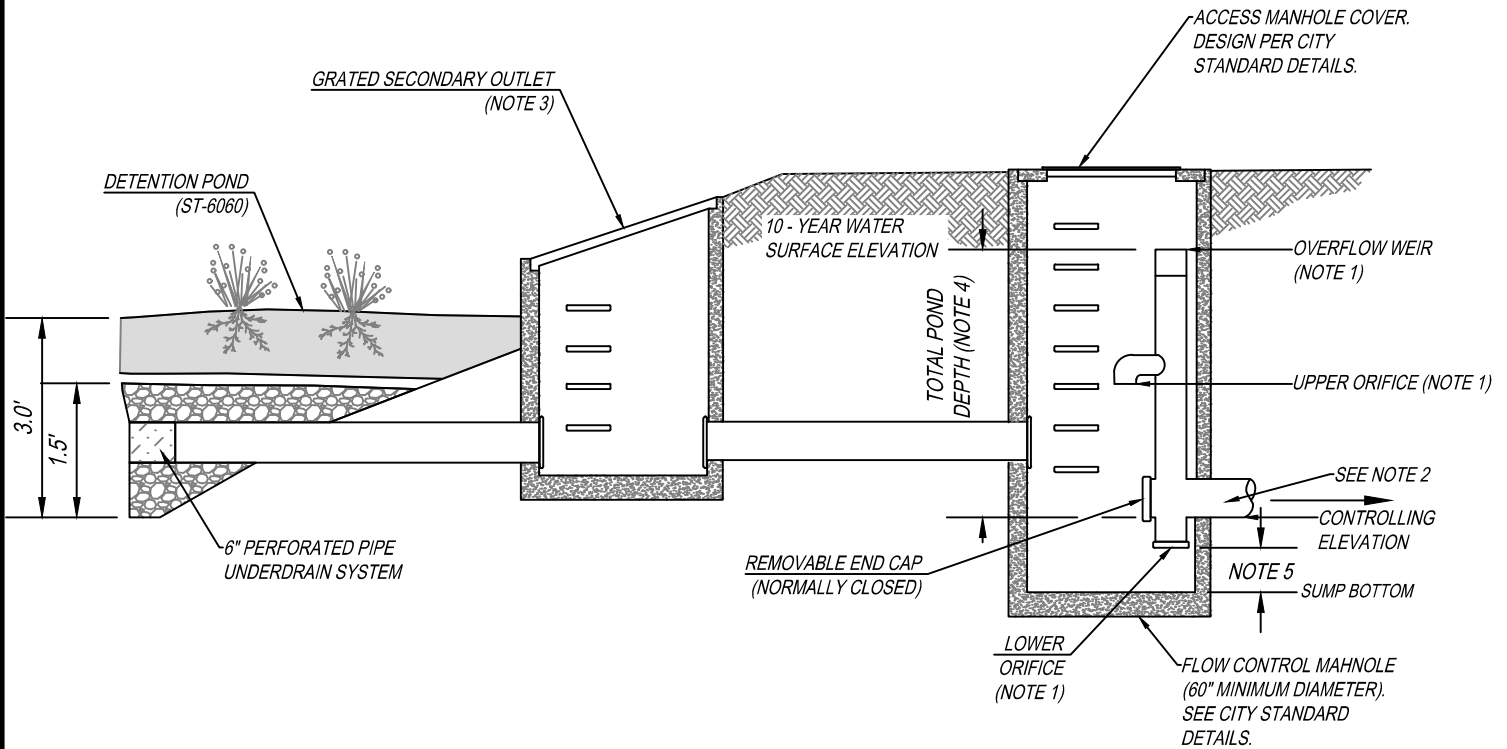 ACCESS MANHOLE COVER.
DESIGN PER CITY
STANDARD DETAILS.
GRATED SECONDARY OUTLET
(NOTE 3)
DETENTION POND
(ST-6060)
10 - YEAR WATER
SURFACE ELEVATION
OVERFLOW WEIR
(NOTE 1)
TOTAL POND
DEPTH (NOTE 4)
UPPER ORIFICE (NOTE 1)
3.0'
1.5'
SEE NOTE 2
CONTROLLING
ELEVATION
6" PERFORATED PIPE
UNDERDRAIN SYSTEM
REMOVABLE END CAP
(NORMALLY CLOSED)
NOTE 5
SUMP BOTTOM
LOWER
ORIFICE
(NOTE 1)
FLOW CONTROL MAHNOLE
(60" MINIMUM DIAMETER).
SEE CITY STANDARD
DETAILS.